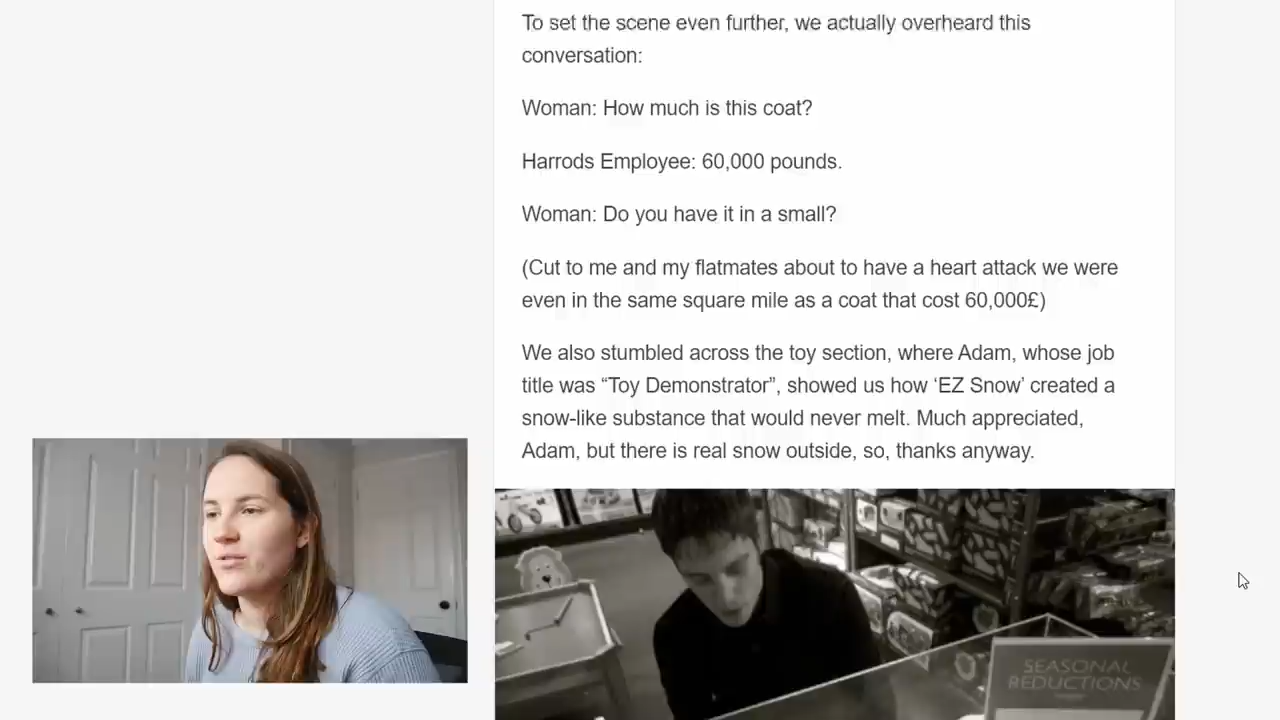 To set the scene even further, we actually overheard this
conversation:
Woman: How much is this coat?
Harrods Employee: 60,000 pounds.
Woman: Do you have it in a small?
(Cut to me and my flatmates about to have a heart attack we were
even in the same square mile as a coat that cost 60,000£)
We also stumbled across the toy section, where Adam, whose job
title was “Toy Demonstrator”, showed us how ‘EZ Snow’ created a
snow-like substance that would never melt. Much appreciated,
Adam, but there is real snow outside, so, thanks anyway.
SEASONAL
REDUCTIONS